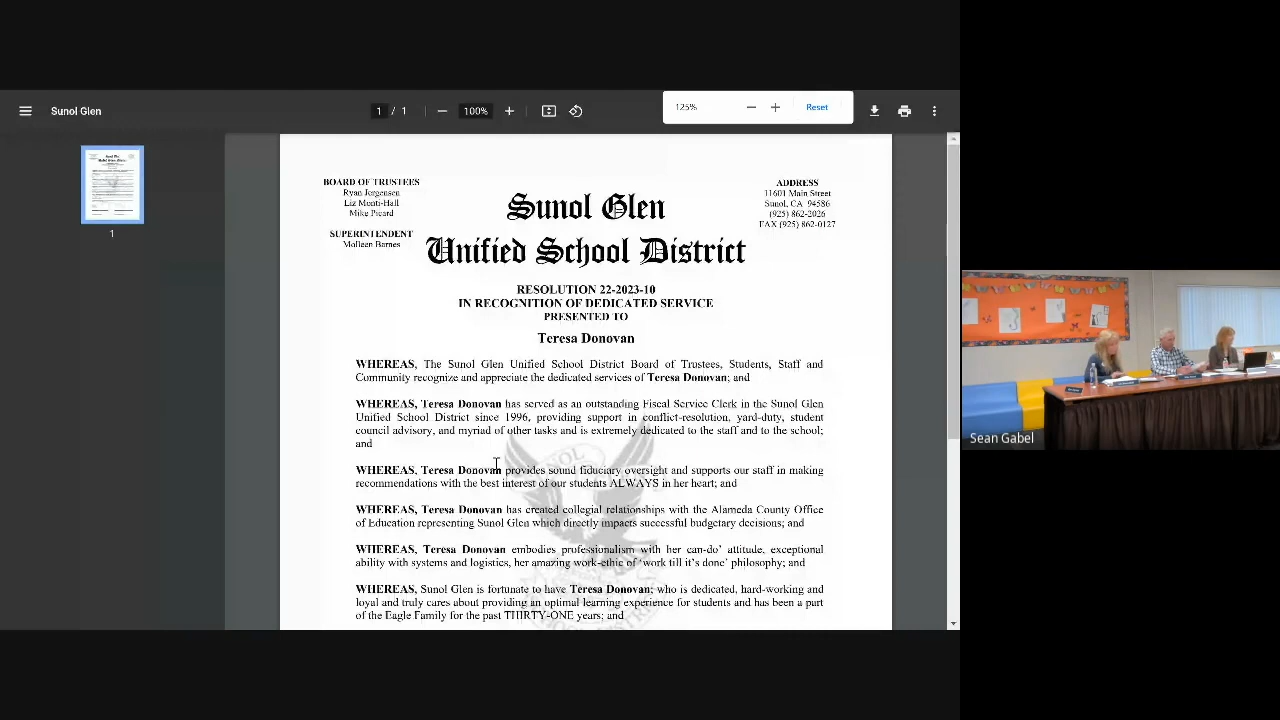 Sunol Glen
1 / 1
100%
125%
Reset
1
BOARD OF TRUSTEES
Ryan Jorgensen
Liz Monti-Hall
Mike Picard
SUPERINTENDENT
Molleen Barnes
Sunol Glen
Unified School District
ADDRESS
11601 Main Street
Sunol, CA 94586
(925) 862-2026
FAX (925) 862-0127
RESOLUTION 22-2023-10
IN RECOGNITION OF DEDICATED SERVICE
PRESENTED TO
Teresa Donovan
WHEREAS, The Sunol Glen Unified School District Board of Trustees, Students, Staff and
Community recognize and appreciate the dedicated services of Teresa Donovan; and
WHEREAS, Teresa Donovan has served as an outstanding Fiscal Service Clerk in the Sunol Glen
Unified School District since 1996, providing support in conflict-resolution, yard-duty, student
council advisory, and myriad of other tasks and is extremely dedicated to the staff and to the school;
and
WHEREAS, Teresa Donovan provides sound fiduciary oversight and supports our staff in making
recommendations with the best interest of our students ALWAYS in her heart; and
WHEREAS, Teresa Donovan has created collegial relationships with the Alameda County Office
of Education representing Sunol Glen which directly impacts successful budgetary decisions; and
WHEREAS, Teresa Donovan embodies professionalism with her can-do’ attitude, exceptional
ability with systems and logistics, her amazing work-ethic of ‘work till it’s done’ philosophy; and
WHEREAS, Sunol Glen is fortunate to have Teresa Donovan; who is dedicated, hard-working and
loyal and truly cares about providing an optimal learning experience for students and has been a part
of the Eagle Family for the past THIRTY-ONE years; and
Sean Gabel